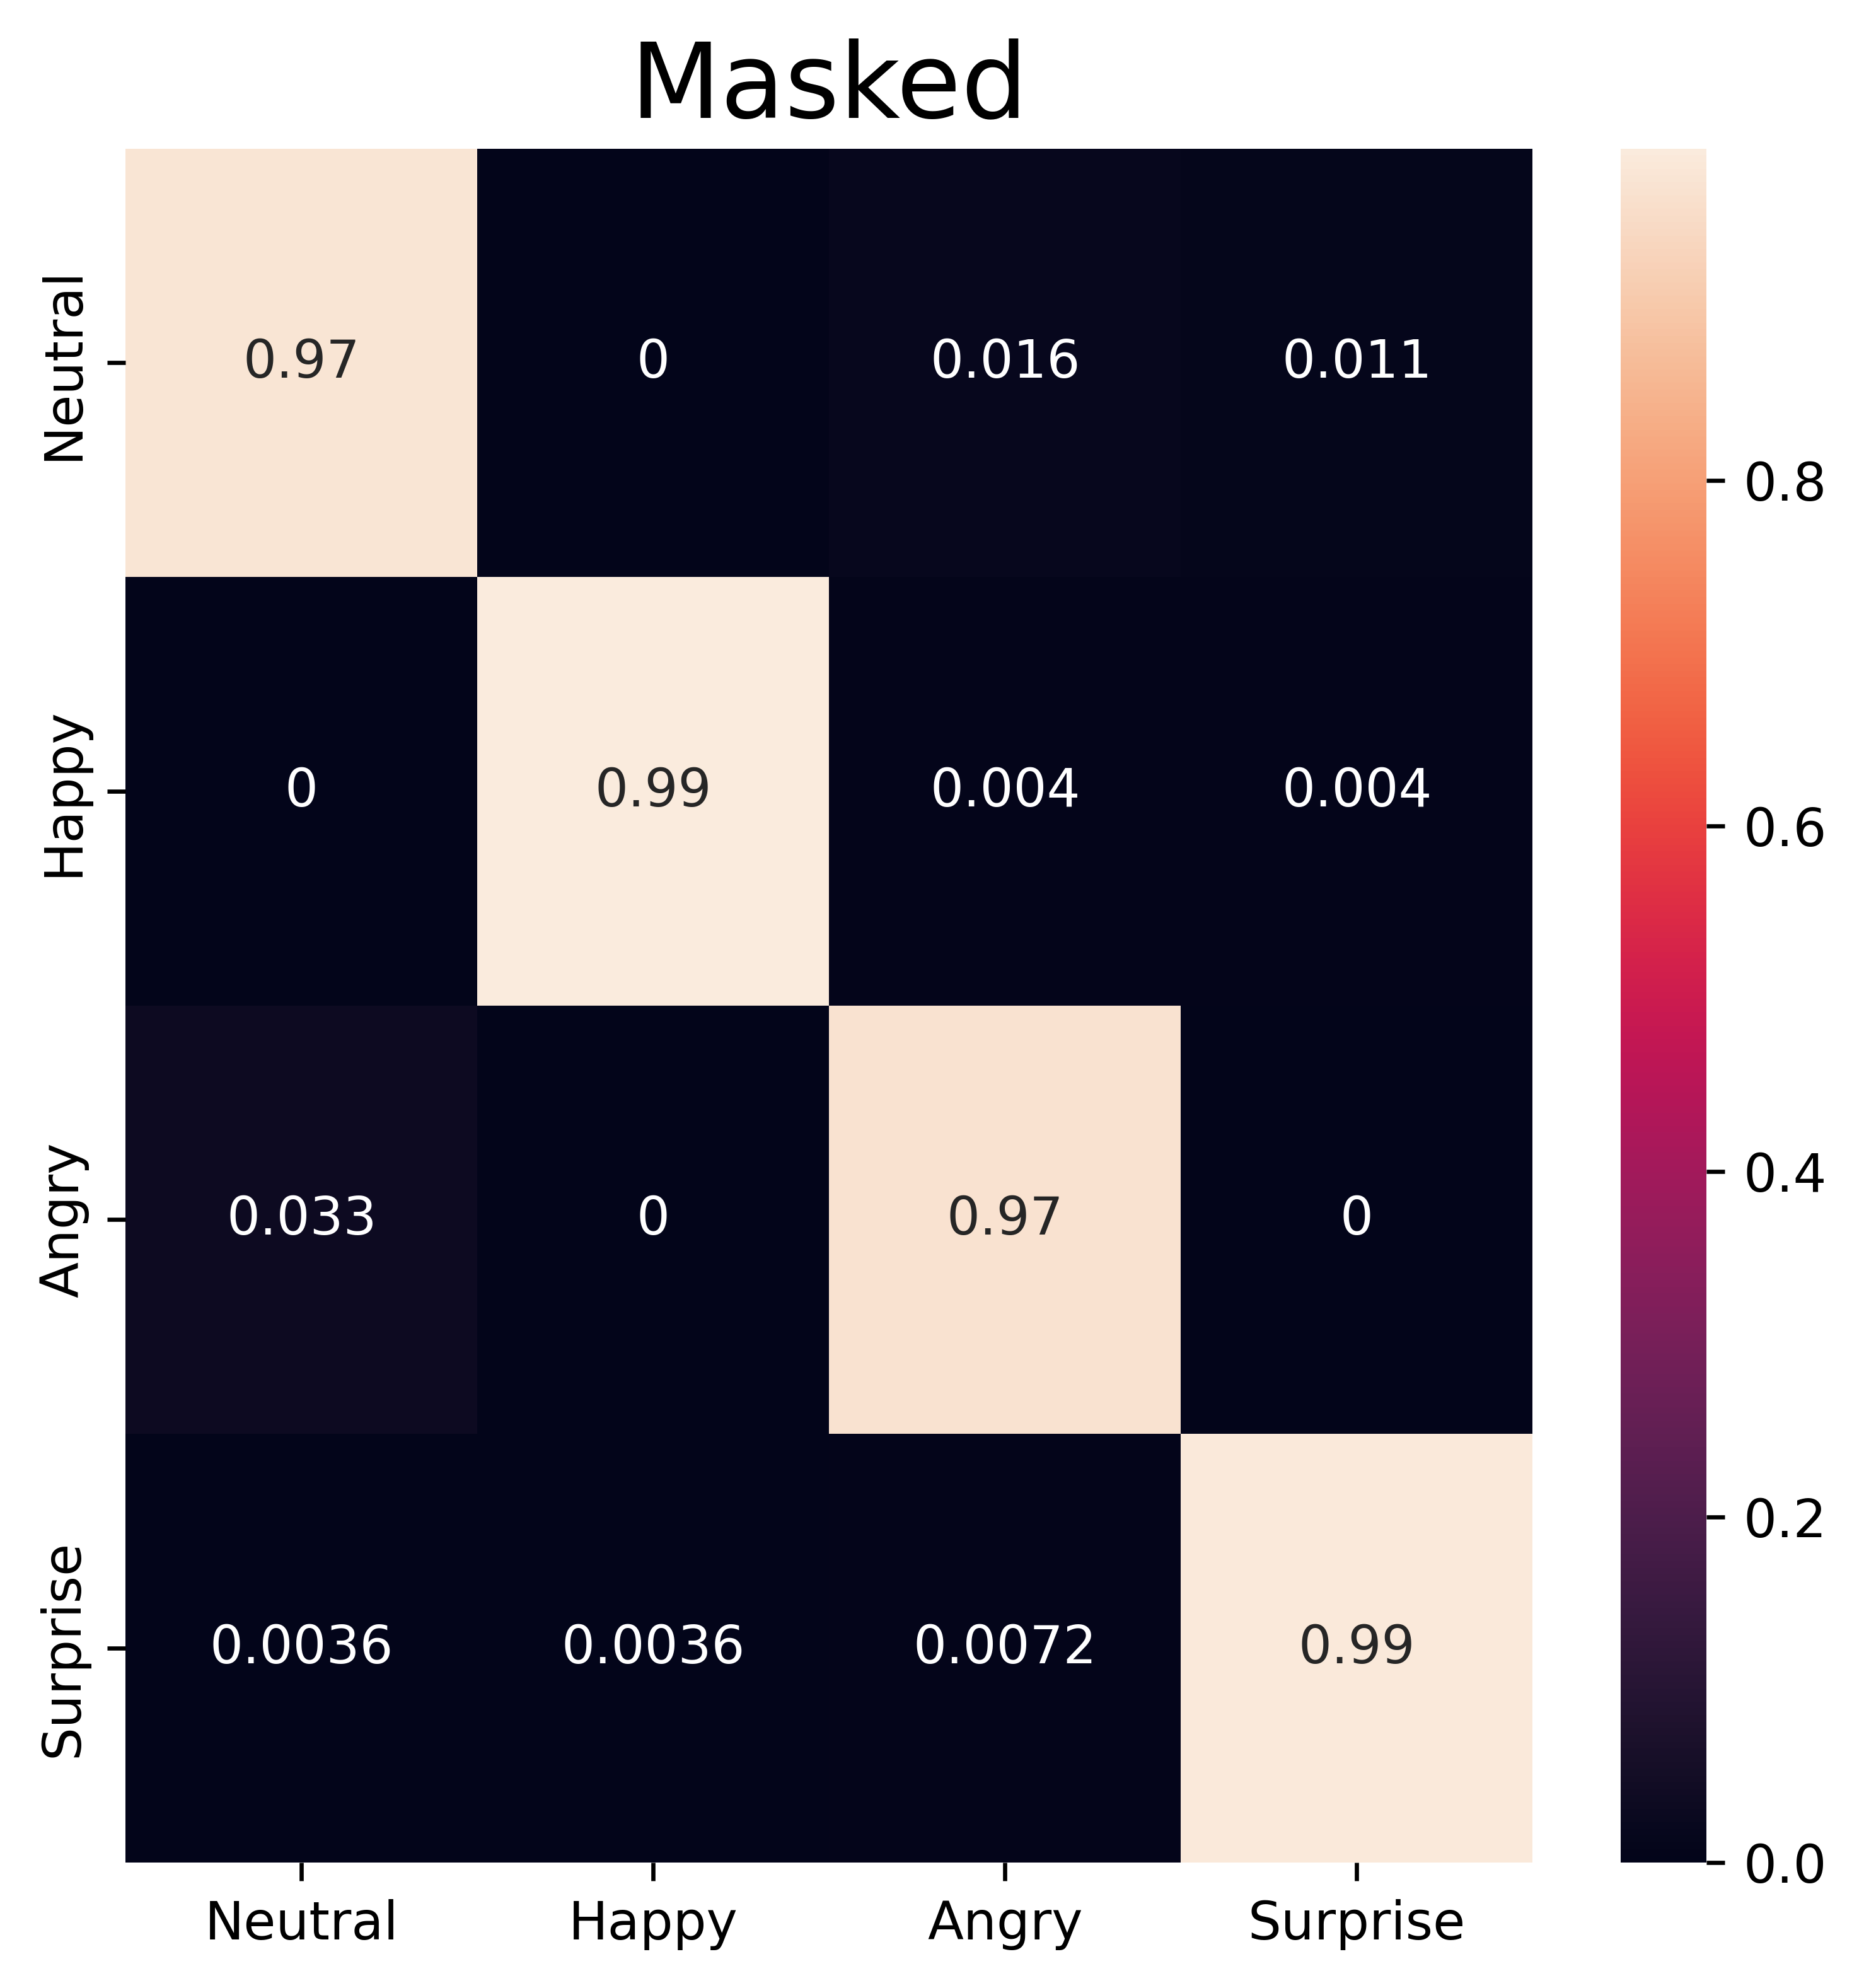 Masked
Neutral 0.97 0 0.016 0.011
0.8
Happy 0 0.99 0.004 0.004
0.6
Angry 0.033 0 0.97 0
0.4
0.2
Surprise 0.0036 0.0036 0.0072 0.99
0.0
Neutral Happy Angry Surprise